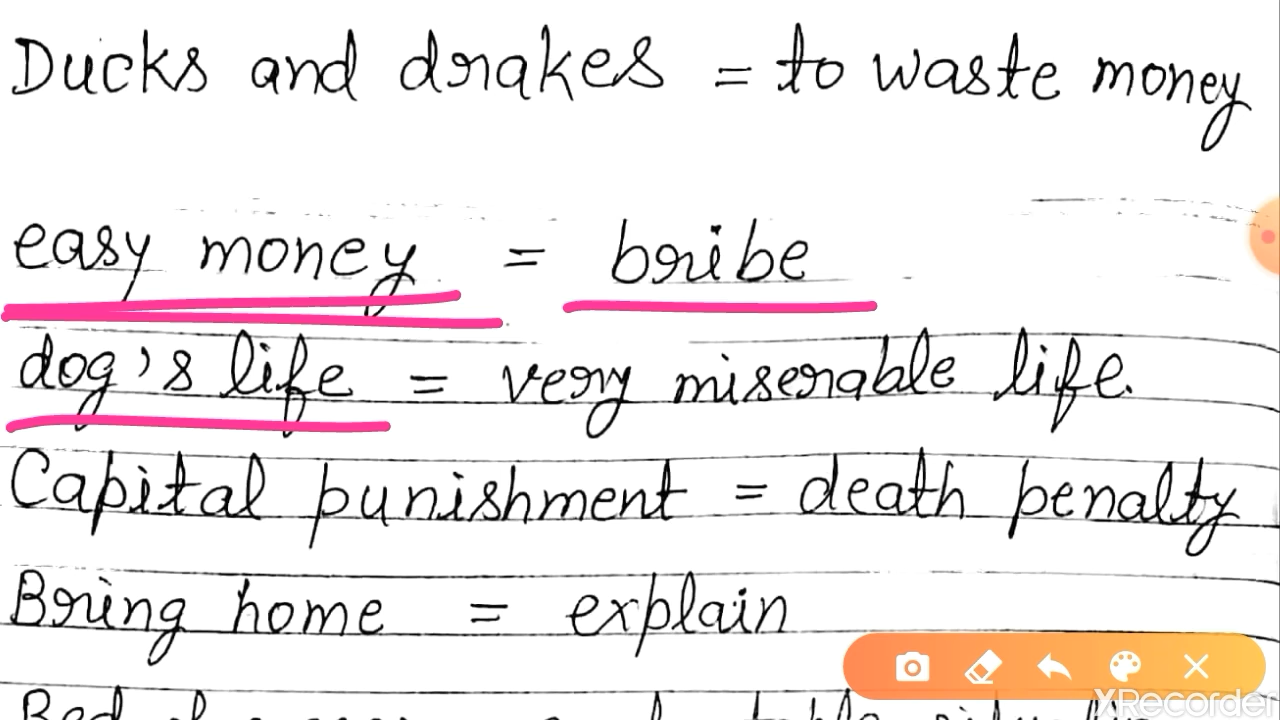 Ducks and drakes = to waste money
easy money = bribe
dog's life = very miserable life.
Capital punishment = death penalty
Bring home = explain
XRecorder